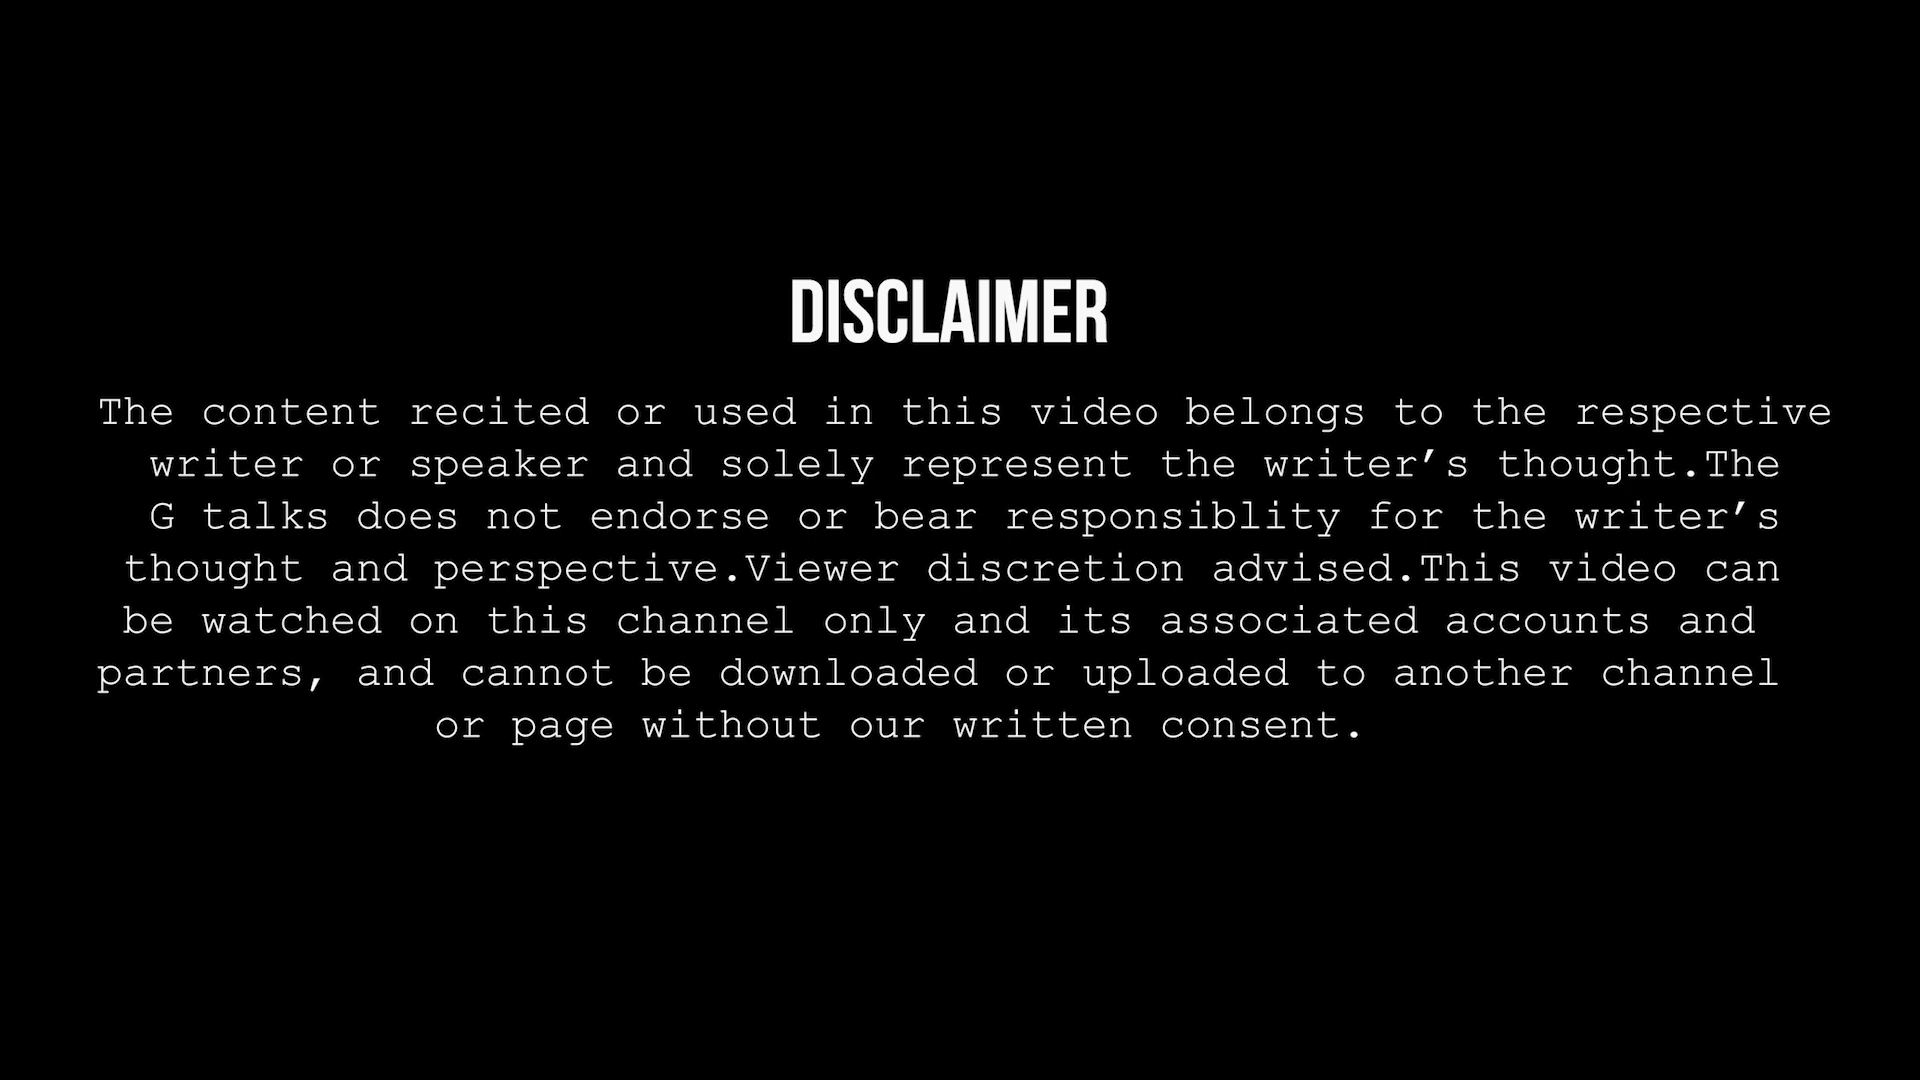 DISCLAIMER
The content recited or used in this video belongs to the respective
writer or speaker and solely represent the writer’s thought.The
G talks does not endorse or bear responsiblity for the writer’s
thought and perspective.Viewer discretion advised.This video can
be watched on this channel only and its associated accounts and
partners, and cannot be downloaded or uploaded to another channel
or page without our written consent.